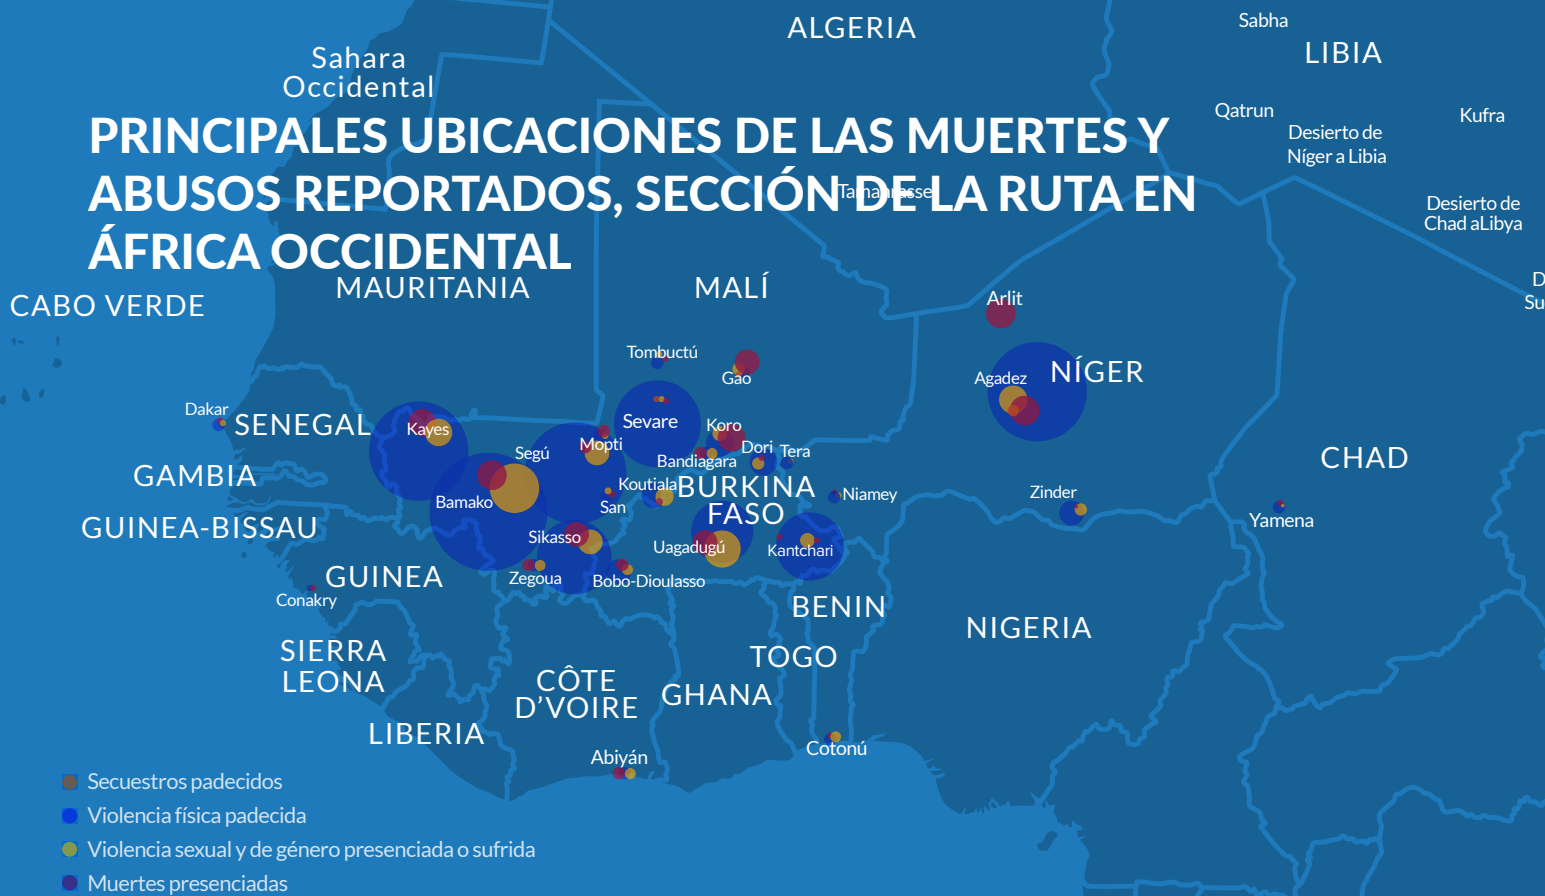 ALGERIA
Sabha
LIBIA
Sahara
Occidental
PRINCIPALES UBICACIONES DE LAS MUERTES Y
ABUSOS REPORTADOS, SECCIÓN DE LA RUTA EN
ÁFRICA OCCIDENTAL
Qatrun
Kufra
Desierto de
Níger a Libia
Desierto de
Chad aLibya
MAURITANIA
MALÍ
CABO VERDE
Arlit
D
Su
Tombuctú
Gao
Agadez
NÍGER
Dakar
SENEGAL
Kayes
Sevare
Koro
Segú
Mopti
Dori
Tera
Bandiagara
CHAD
GAMBIA
Bamako
Koutiala
BURKINA
FASO
Niamey
San
Zinder
Yamena
GUINEA-BISSAU
Sikasso
Uagadugú
Kantchari
GUINEA
Zegoua
Bobo-Dioulasso
Conakry
BENIN
NIGERIA
SIERRA
LEONA
TOGO
CÔTE
D’VOIRE
GHANA
LIBERIA
Cotonú
Abiyán
Secuestros padecidos
Violencia física padecida
Violencia sexual y de género presenciada o sufrida
Muertes presenciadas